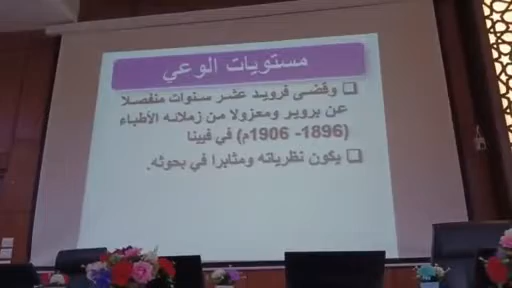 مستويات الوعي
وقضى فرويد عشر سنوات منفصلا
عن بروير ومعزولا من زملائه الأطباء
(1896- 1906م) في فيينا
يكون نظرياته ومثابرا في بحوثه.